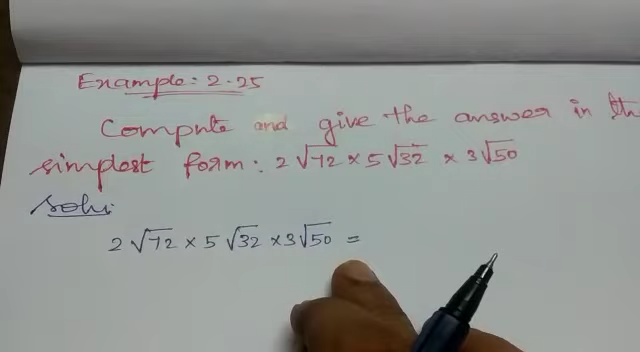 Example: 2.25
Compute and give the answer in th
simplest form: 2√72 × 5√32 × 3√50
Soln:
2√72 × 5√32 × 3√50 =